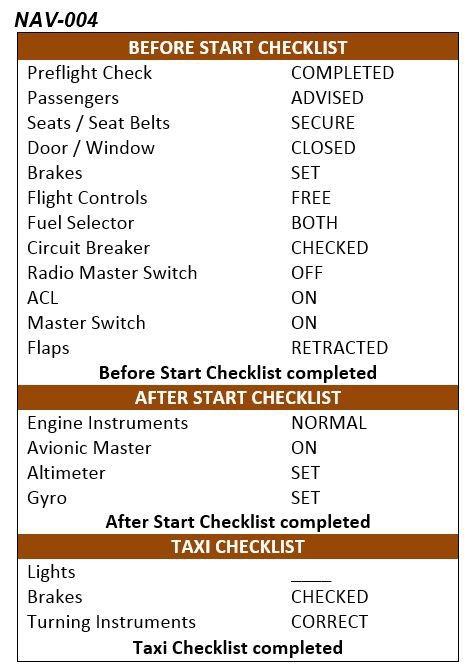 NAV-004
BEFORE START CHECKLIST
Preflight Check COMPLETED
Passengers ADVISED
Seats / Seat Belts SECURE
Door / Window CLOSED
Brakes SET
Flight Controls FREE
Fuel Selector BOTH
Circuit Breaker CHECKED
Radio Master Switch OFF
ACL ON
Master Switch ON
Flaps RETRACTED
Before Start Checklist completed
AFTER START CHECKLIST
Engine Instruments NORMAL
Avionic Master ON
Altimeter SET
Gyro SET
After Start Checklist completed
TAXI CHECKLIST
Lights ____
Brakes CHECKED
Turning Instruments CORRECT
Taxi Checklist completed